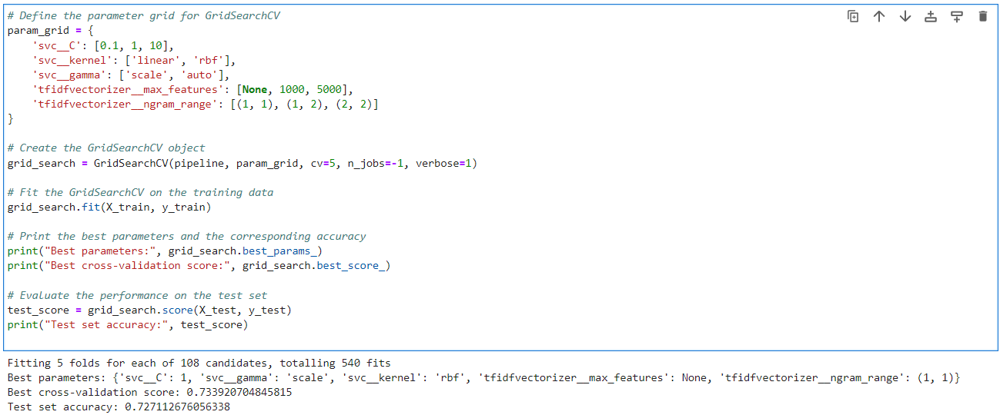 # Define the parameter grid for GridSearchCV
param_grid = {
    'svc__C': [0.1, 1, 10],
    'svc__kernel': ['linear', 'rbf'],
    'svc__gamma': ['scale', 'auto'],
    'tfidfvectorizer__max_features': [None, 1000, 5000],
    'tfidfvectorizer__ngram_range': [(1, 1), (1, 2), (2, 2)]
}

# Create the GridSearchCV object
grid_search = GridSearchCV(pipeline, param_grid, cv=5, n_jobs=-1, verbose=1)

# Fit the GridSearchCV on the training data
grid_search.fit(X_train, y_train)

# Print the best parameters and the corresponding accuracy
print("Best parameters:", grid_search.best_params_)
print("Best cross-validation score:", grid_search.best_score_)

# Evaluate the performance on the test set
test_score = grid_search.score(X_test, y_test)
print("Test set accuracy:", test_score)

Fitting 5 folds for each of 108 candidates, totalling 540 fits
Best parameters: {'svc__C': 1, 'svc__gamma': 'scale', 'svc__kernel': 'rbf', 'tfidfvectorizer__max_features': None, 'tfidfvectorizer__ngram_range': (1, 1)}
Best cross-validation score: 0.733920704845815
Test set accuracy: 0.727112676056338